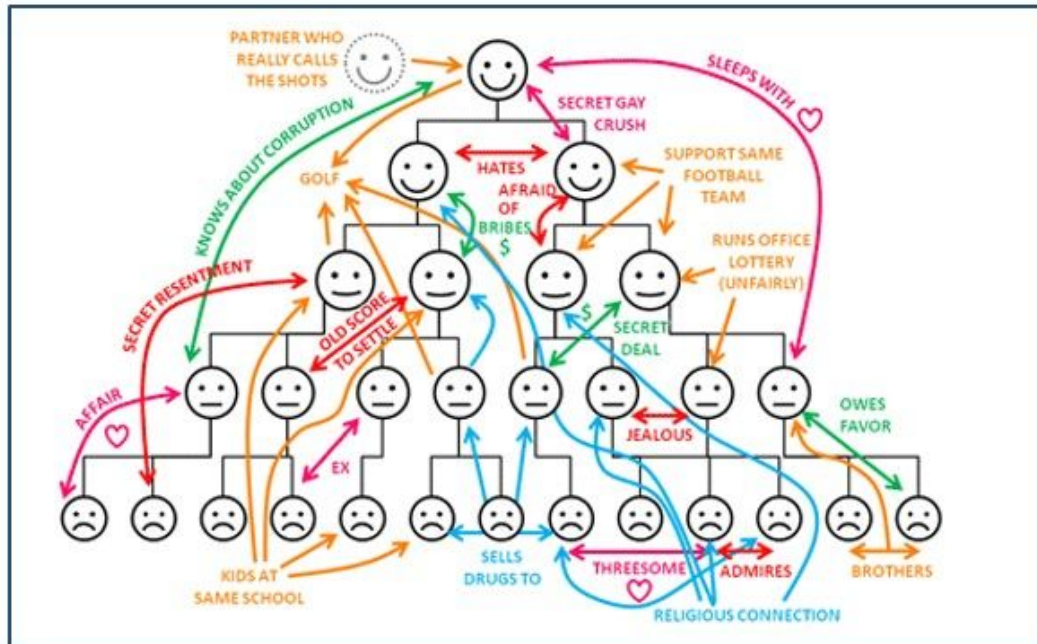 PARTNER WHO
REALLY CALLS
THE SHOTS
SLEEPS WITH
SECRET GAY
CRUSH
KNOWS ABOUT CORRUPTION
HATES
SUPPORT SAME
FOOTBALL
TEAM
GOLF
AFRAID
OF
BRIBES
$
RUNS OFFICE
LOTTERY
(UNFAIRLY)
SECRET RESENTMENT
OLD SCORE
TO SETTLE
$
SECRET
DEAL
AFFAIR
JEALOUS
OWES
FAVOR
EX
KIDS AT
SAME SCHOOL
SELLS
DRUGS TO
THREESOME
ADMIRES
BROTHERS
RELIGIOUS CONNECTION